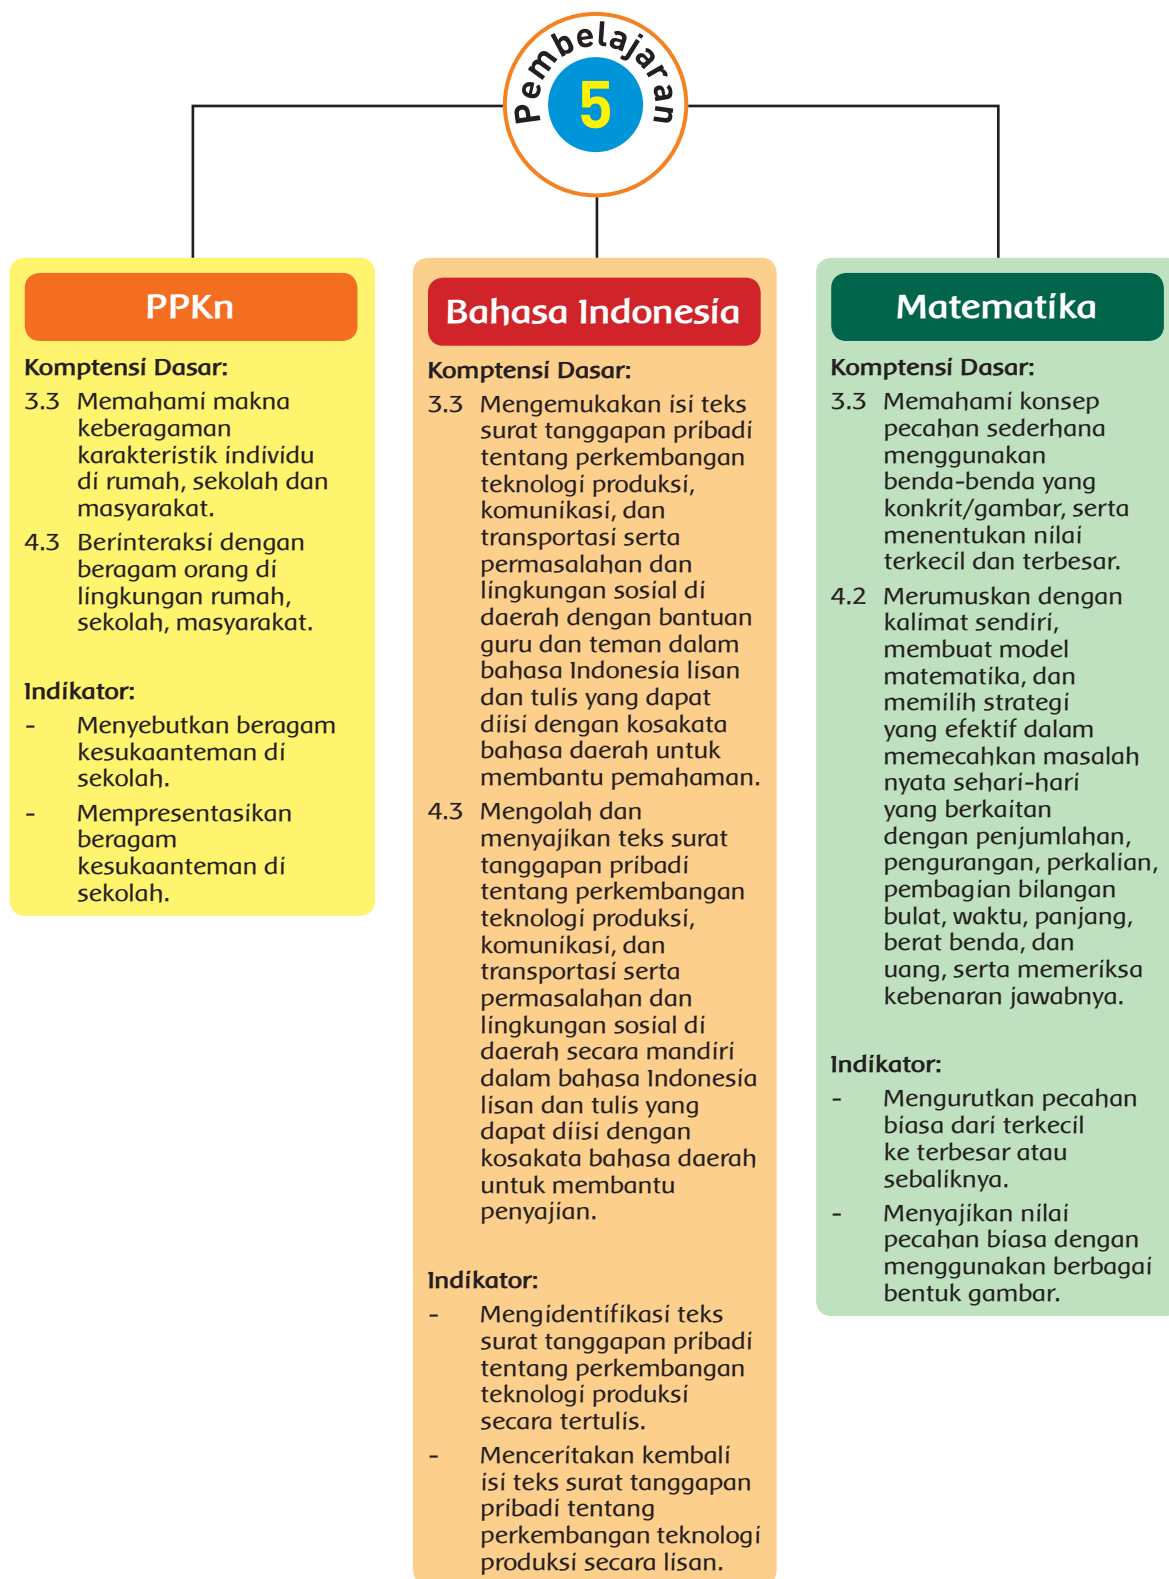 Pembelajaran
5
PPKn
Komptensi Dasar:
3.3 Memahami makna
keberagaman
karakteristik individu
di rumah, sekolah dan
masyarakat.
4.3 Berinteraksi dengan
beragam orang di
lingkungan rumah,
sekolah, masyarakat.
Indikator:
- Menyebutkan beragam
kesukaanteman di
sekolah.
- Mempresentasikan
beragam
kesukaanteman di
sekolah.
Bahasa Indonesia
Komptensi Dasar:
3.3 Mengemukakan isi teks
surat tanggapan pribadi
tentang perkembangan
teknologi produksi,
komunikasi, dan
transportasi serta
permasalahan dan
lingkungan sosial di
daerah dengan bantuan
guru dan teman dalam
bahasa Indonesia lisan
dan tulis yang dapat
diisi dengan kosakata
bahasa daerah untuk
membantu pemahaman.
4.3 Mengolah dan
menyajikan teks surat
tanggapan pribadi
tentang perkembangan
teknologi produksi,
komunikasi, dan
transportasi serta
permasalahan dan
lingkungan sosial di
daerah secara mandiri
dalam bahasa Indonesia
lisan dan tulis yang
dapat diisi dengan
kosakata bahasa daerah
untuk membantu
penyajian.
Indikator:
- Mengidentifikasi teks
surat tanggapan pribadi
tentang perkembangan
teknologi produksi
secara tertulis.
- Menceritakan kembali
isi teks surat tanggapan
pribadi tentang
perkembangan teknologi
produksi secara lisan.
Matematika
Komptensi Dasar:
3.3 Memahami konsep
pecahan sederhana
menggunakan
benda-benda yang
konkrit/gambar, serta
menentukan nilai
terkecil dan terbesar.
4.2 Merumuskan dengan
kalimat sendiri,
membuat model
matematika, dan
memilih strategi
yang efektif dalam
memecahkan masalah
nyata sehari-hari
yang berkaitan
dengan penjumlahan,
pengurangan, perkalian,
pembagian bilangan
bulat, waktu, panjang,
berat benda, dan
uang, serta memeriksa
kebenaran jawabnya.
Indikator:
- Mengurutkan pecahan
biasa dari terkecil
ke terbesar atau
sebaliknya.
- Menyajikan nilai
pecahan biasa dengan
menggunakan berbagai
bentuk gambar.